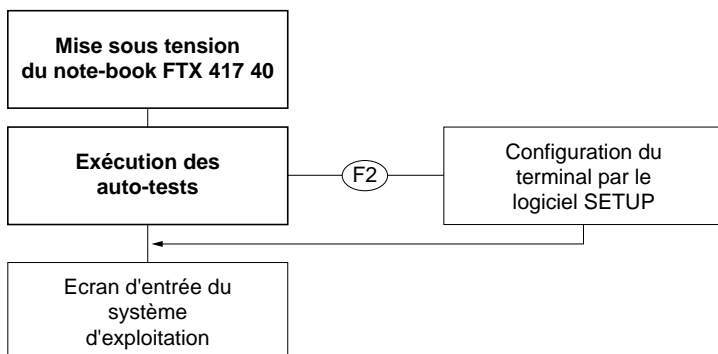 Mise sous tension
du note-book FTX 417 40
Exécution des
auto-tests
F2
Configuration du
terminal par le
logiciel SETUP
Ecran d'entrée du
système
d'exploitation